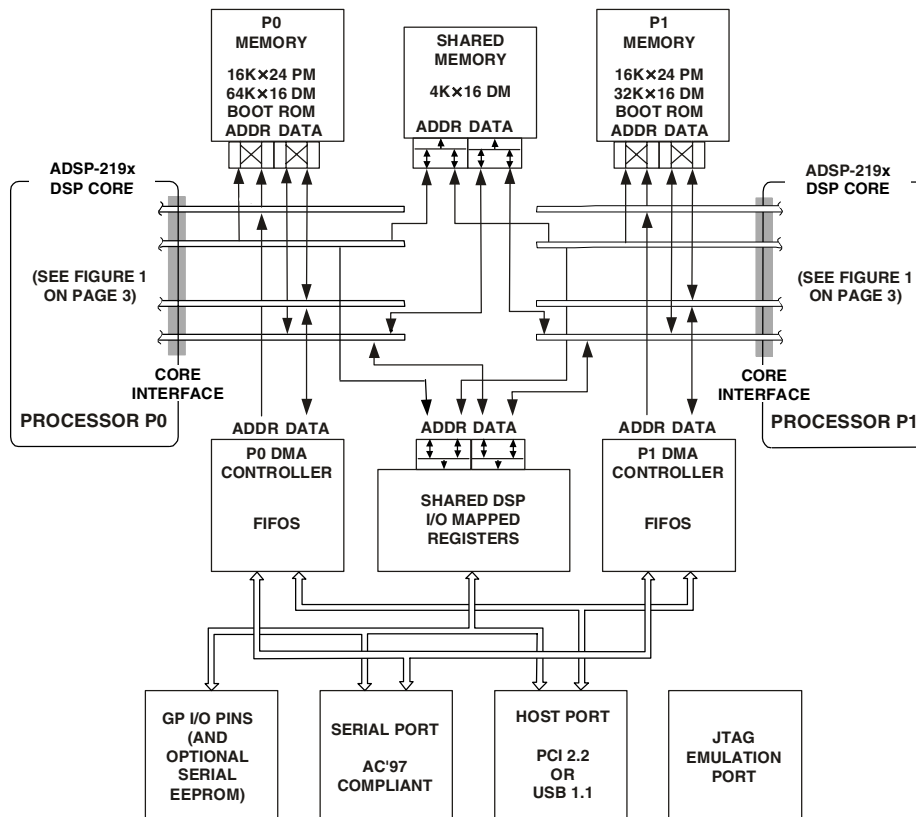 P0
MEMORY
16K×24 PM
64K×16 DM
BOOT ROM
ADDR DATA
SHARED
MEMORY
4K×16 DM
ADDR DATA
P1
MEMORY
16K×24 PM
32K×16 DM
BOOT ROM
ADDR DATA
ADSP-219x
DSP CORE
(SEE FIGURE 1
ON PAGE 3)
CORE
INTERFACE
PROCESSOR P0
ADSP-219x
DSP CORE
(SEE FIGURE 1
ON PAGE 3)
CORE
INTERFACE
PROCESSOR P1
ADDR DATA
P0 DMA
CONTROLLER
FIFOS
ADDR DATA
SHARED DSP
I/O MAPPED
REGISTERS
ADDR DATA
P1 DMA
CONTROLLER
FIFOS
GP I/O PINS
(AND
OPTIONAL
SERIAL
EEPROM)
SERIAL PORT
AC'97
COMPLIANT
HOST PORT
PCI 2.2
OR
USB 1.1
JTAG
EMULATION
PORT